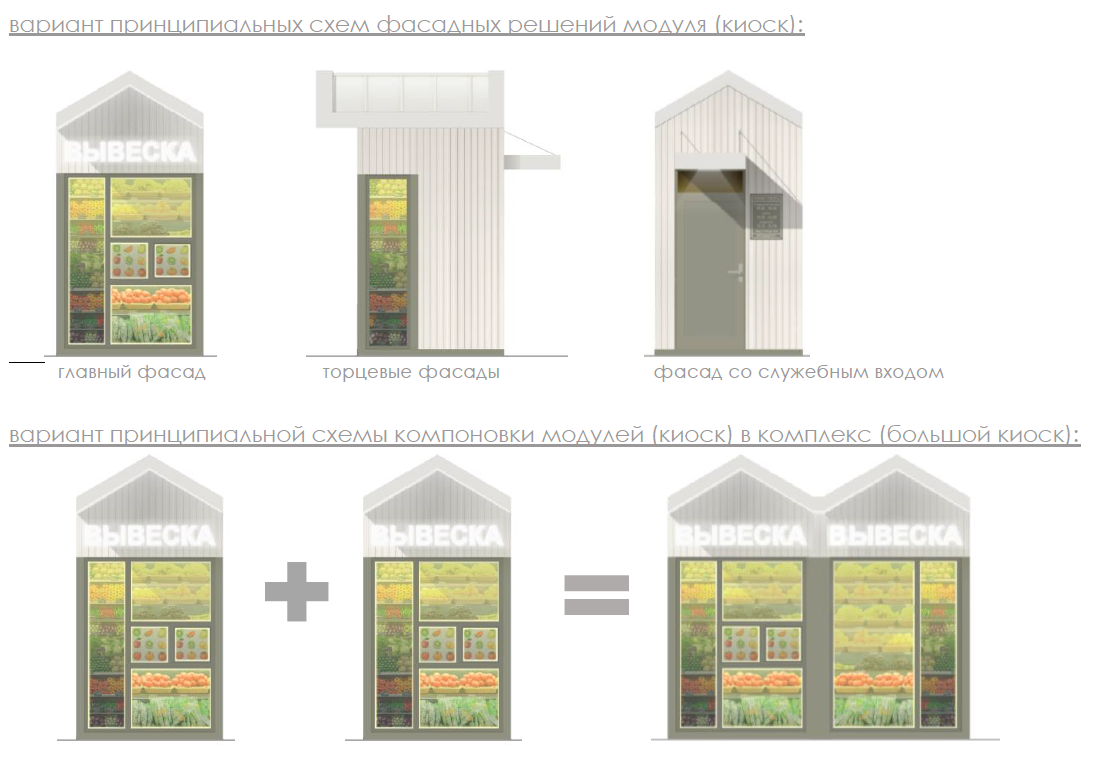 вариант принципиальных схем фасадных решений модуля (киоск):
ВЫВЕСКА
главный фасад
торцевые фасады
фасад со служебным входом
вариант принципиальной схемы компоновки модулей (киоск) в комплекс (большой киоск):
ВЫВЕСКА
ВЫВЕСКА
ВЫВЕСКА
ВЫВЕСКА